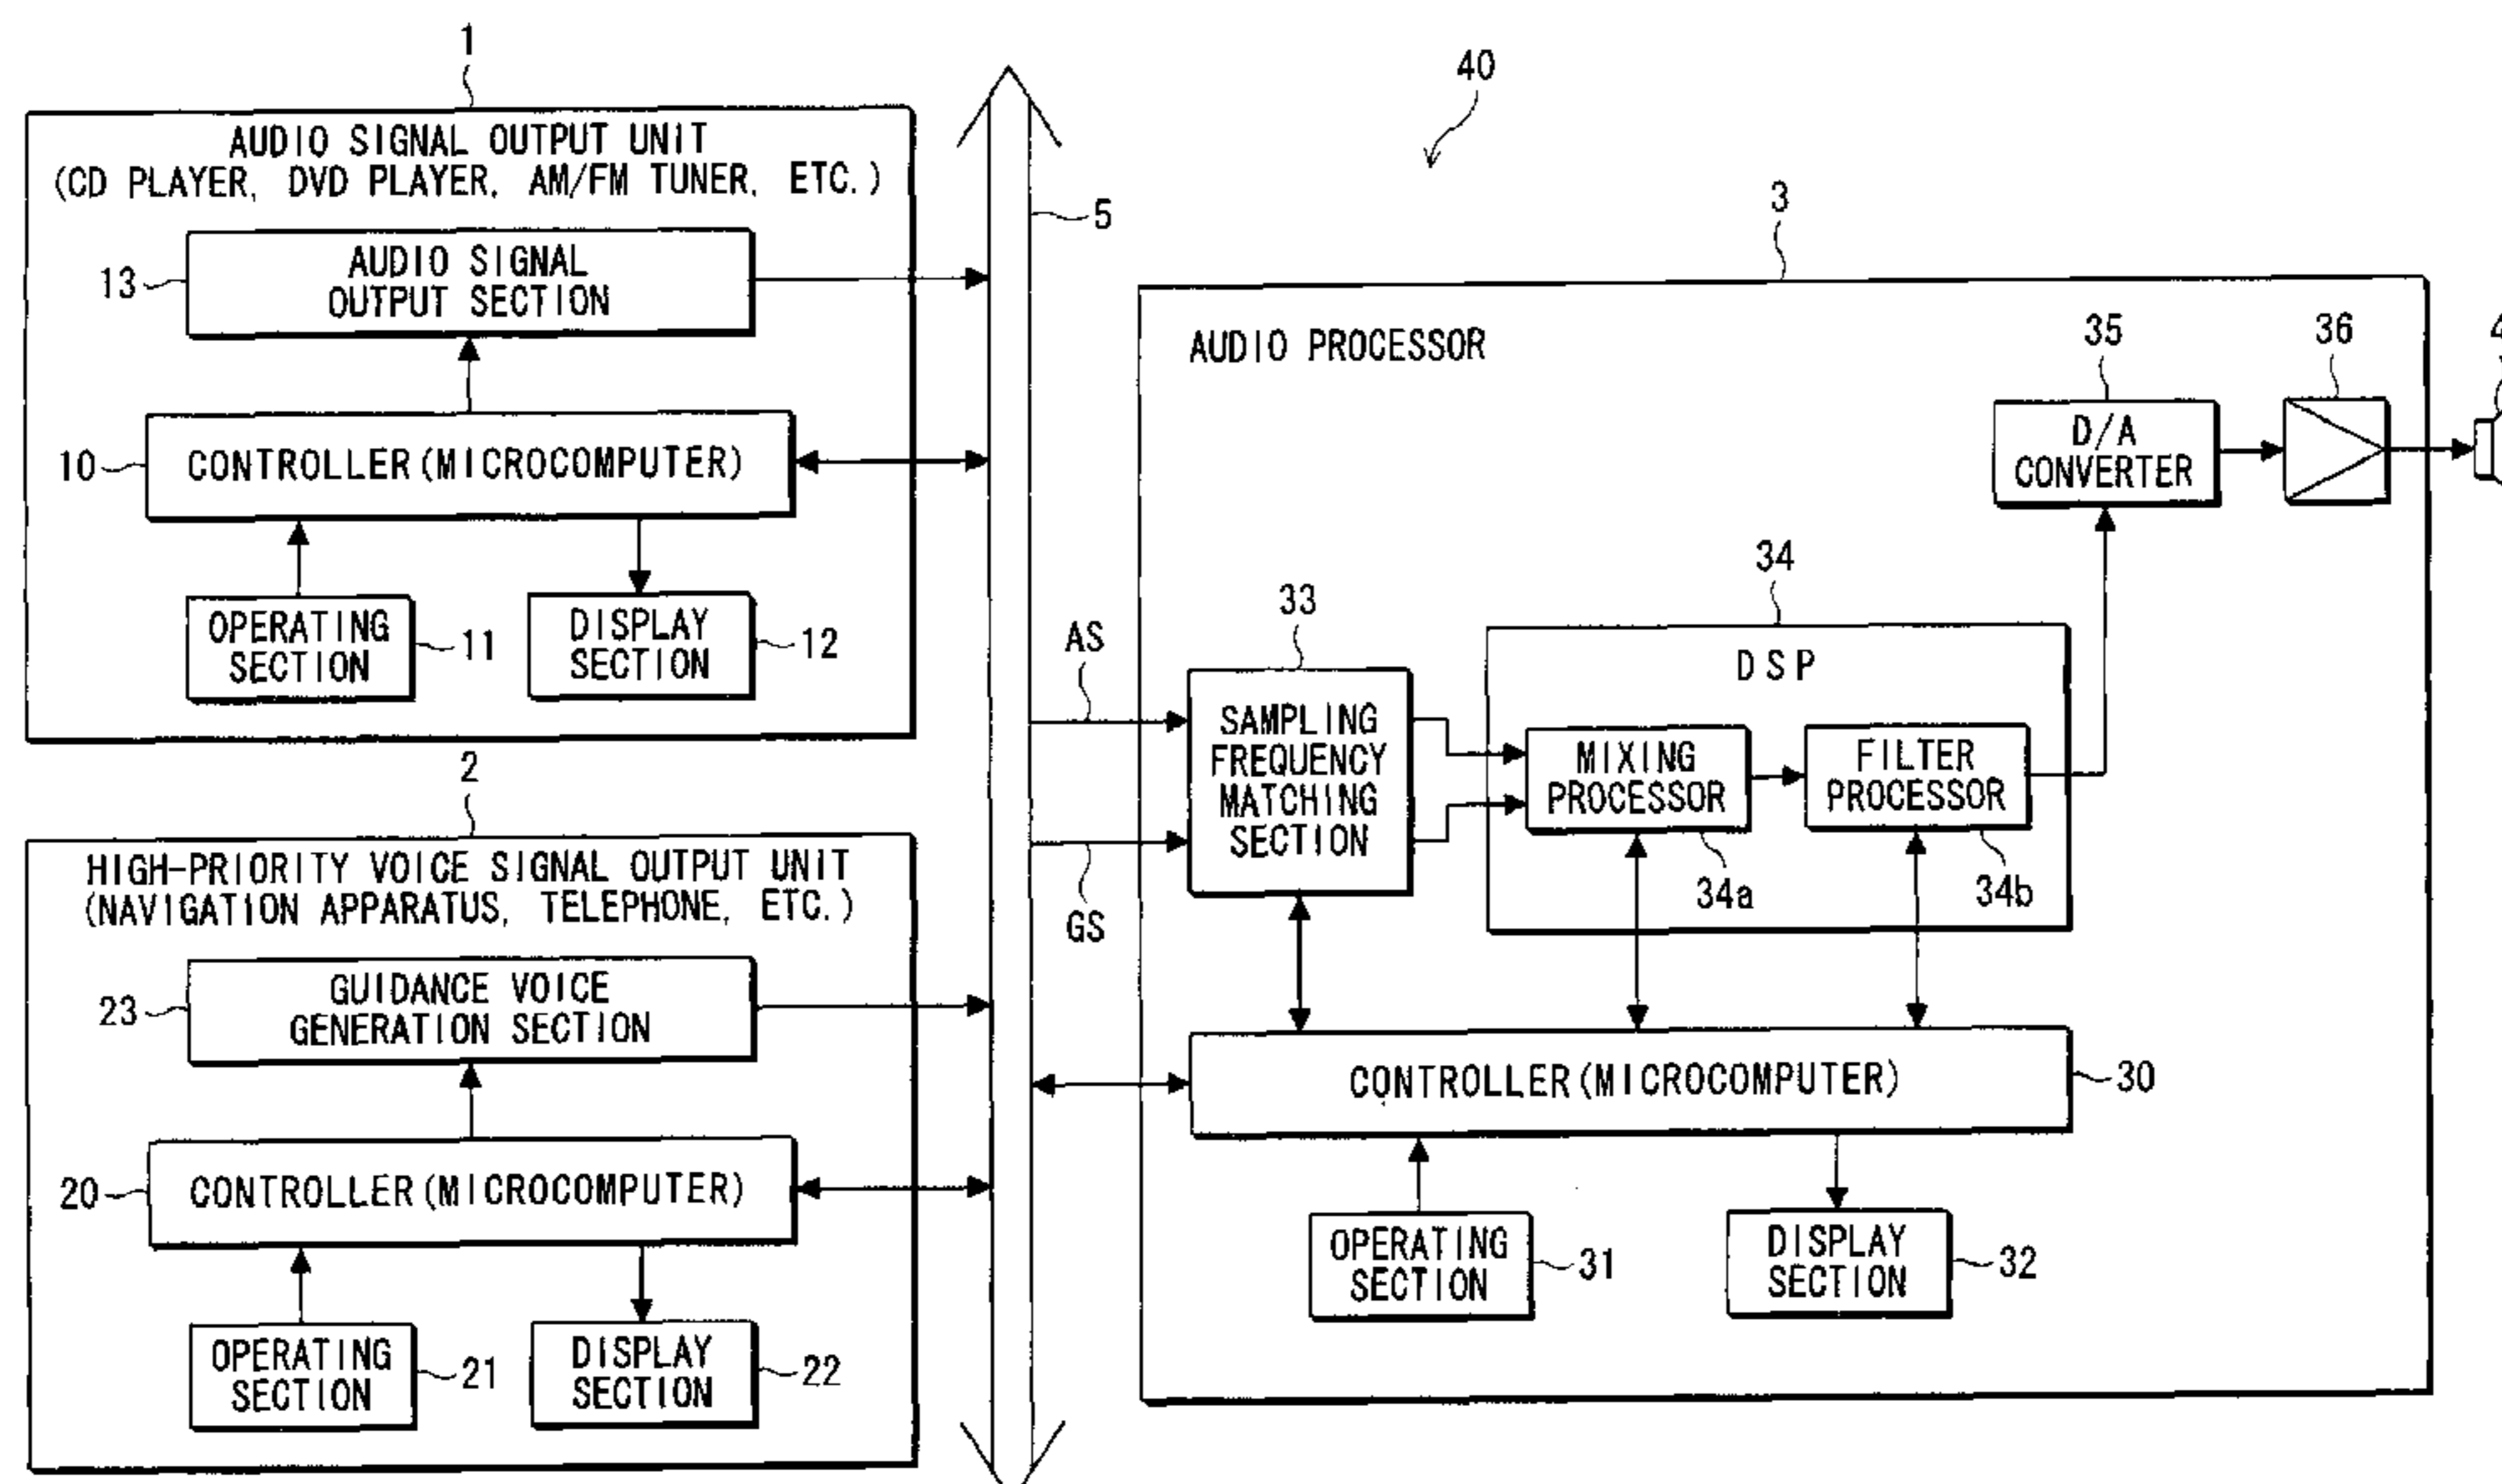 1
AUDIO SIGNAL OUTPUT UNIT
(CD PLAYER, DVD PLAYER, AM/FM TUNER, ETC.)
13
AUDIO SIGNAL
OUTPUT SECTION
10
CONTROLLER(MICROCOMPUTER)
OPERATING
SECTION
11
DISPLAY
SECTION
12
2
HIGH-PRIORITY VOICE SIGNAL OUTPUT UNIT
(NAVIGATION APPARATUS, TELEPHONE, ETC.)
23
GUIDANCE VOICE
GENERATION SECTION
20
CONTROLLER(MICROCOMPUTER)
OPERATING
SECTION
21
DISPLAY
SECTION
22
5
40
3
AUDIO PROCESSOR
35
D/A
CONVERTER
36
4
AS
GS
33
SAMPLING
FREQUENCY
MATCHING
SECTION
34
DSP
MIXING
PROCESSOR
34a
FILTER
PROCESSOR
34b
CONTROLLER(MICROCOMPUTER)
30
OPERATING
SECTION
31
DISPLAY
SECTION
32